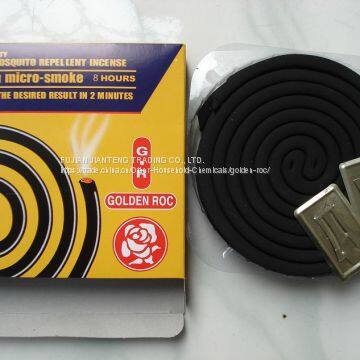 OSQUITO REPELLENT INCENSE
micro-smoke 8 HOURS
THE DESIRED RESULT IN 2 MINUTES
FUJIAN JIANTENG TRADING CO., LTD.
G R
GOLDEN ROC